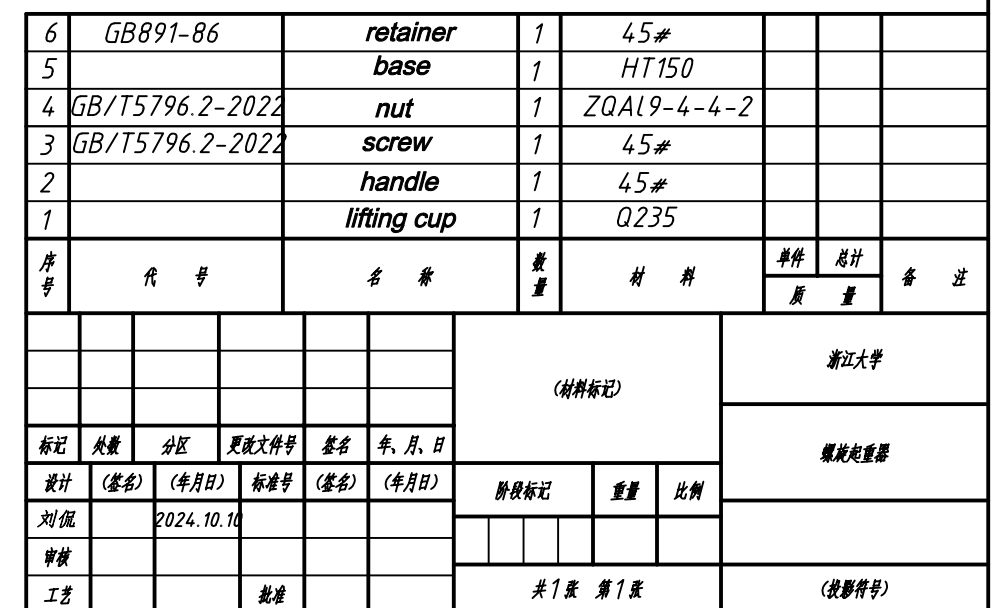 6 GB891-86 retainer 1 45#
5 base 1 HT150
4 GB/T5796.2-2022 nut 1 ZQAl9-4-4-2
3 GB/T5796.2-2022 screw 1 45#
2 handle 1 45#
1 lifting cup 1 Q235
序号 代 号 名 称 数量 材 料 单件 总计 备 注
质 量
浙江大学
(材料标记)
标记 处数 分区 更改文件号 签名 年、月、日
螺旋起重器
设计 (签名) (年月日) 标准号 (签名) (年月日) 阶段标记 重量 比例
刘侃 2024.10.10
审核
工艺 批准 共1张 第1张 (投影符号)